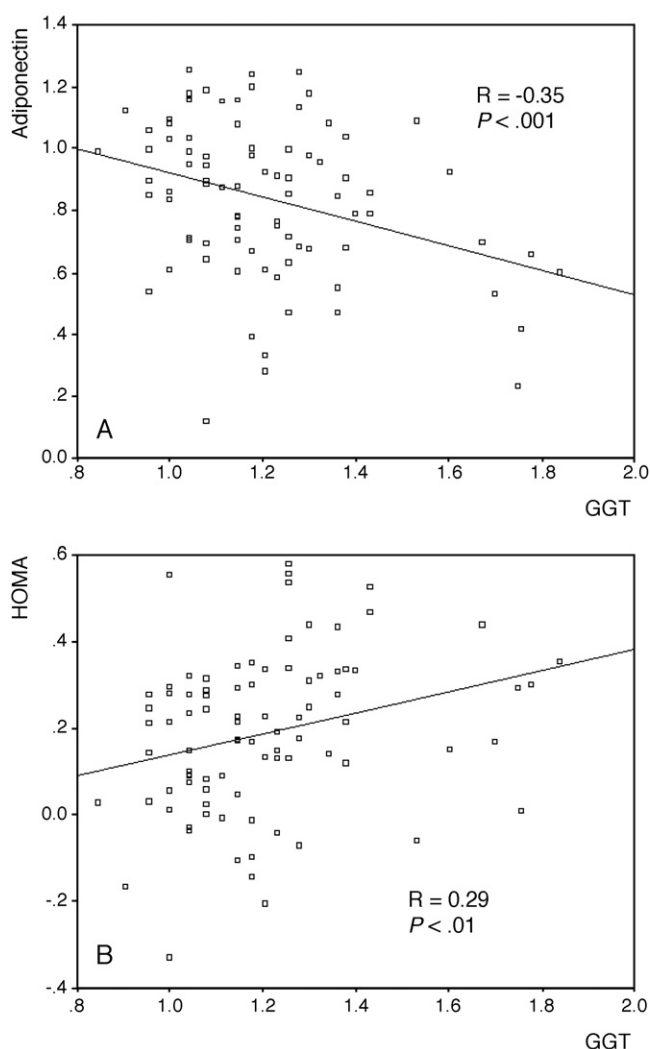 Adiponectin
1.4
1.2
1.0
.8
.6
.4
.2
0.0
R = -0.35
P < .001
A
.8 1.0 1.2 1.4 1.6 1.8 2.0
GGT
HOMA
.6
.4
.2
0.0
-.2
-.4
R = 0.29
P < .01
B
.8 1.0 1.2 1.4 1.6 1.8 2.0
GGT